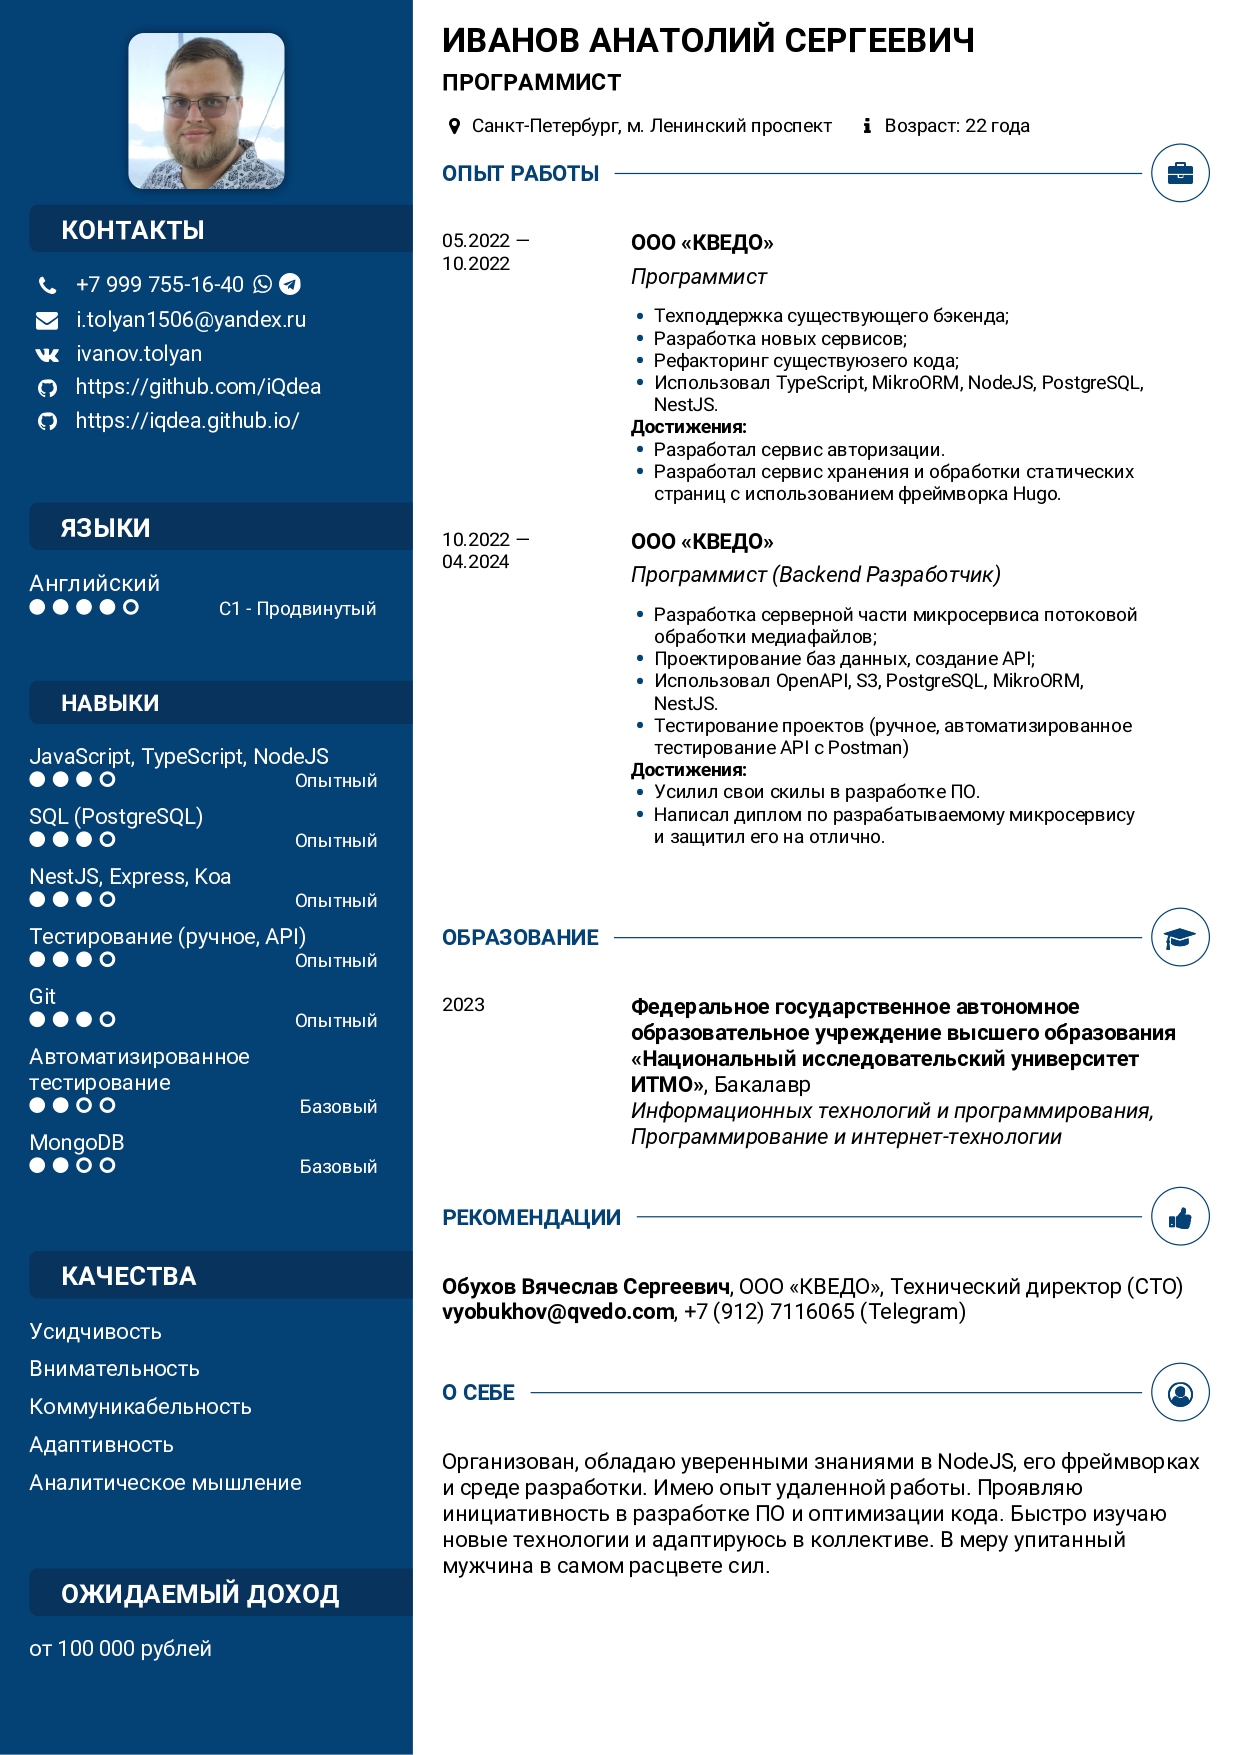 КОНТАКТЫ
+7 999 755-16-40
i.tolyan1506@yandex.ru
ivanov.tolyan
https://github.com/iQdea
https://iqdea.github.io/
ЯЗЫКИ
Английский
C1 - Продвинутый
НАВЫКИ
JavaScript, TypeScript, NodeJS
Опытный
SQL (PostgreSQL)
Опытный
NestJS, Express, Koa
Опытный
Тестирование (ручное, API)
Опытный
Git
Опытный
Автоматизированное
тестирование
Базовый
MongoDB
Базовый
КАЧЕСТВА
Усидчивость
Внимательность
Коммуникабельность
Адаптивность
Аналитическое мышление
ОЖИДАЕМЫЙ ДОХОД
от 100 000 рублей
ИВАНОВ АНАТОЛИЙ СЕРГЕЕВИЧ
ПРОГРАММИСТ
Санкт-Петербург, м. Ленинский проспект Возраст: 22 года
ОПЫТ РАБОТЫ
05.2022 —
10.2022
ООО «КВЕДО»
Программист
• Техподдержка существующего бэкенда;
• Разработка новых сервисов;
• Рефакторинг существуюзего кода;
• Использовал TypeScript, MikroORM, NodeJS, PostgreSQL,
NestJS.
Достижения:
• Разработал сервис авторизации.
• Разработал сервис хранения и обработки статических
страниц с использованием фреймворка Hugo.
10.2022 —
04.2024
ООО «КВЕДО»
Программист (Backend Разработчик)
• Разработка серверной части микросервиса потоковой
обработки медиафайлов;
• Проектирование баз данных, создание API;
• Использовал OpenAPI, S3, PostgreSQL, MikroORM,
NestJS.
• Тестирование проектов (ручное, автоматизированное
тестирование API с Postman)
Достижения:
• Усилил свои скилы в разработке ПО.
• Написал диплом по разрабатываемому микросервису
и защитил его на отлично.
ОБРАЗОВАНИЕ
2023
Федеральное государственное автономное
образовательное учреждение высшего образования
«Национальный исследовательский университет
ИТМО», Бакалавр
Информационных технологий и программирования,
Программирование и интернет-технологии
РЕКОМЕНДАЦИИ
Обухов Вячеслав Сергеевич, ООО «КВЕДО», Технический директор (CTO)
vyobukhov@qvedo.com, +7 (912) 7116065 (Telegram)
О СЕБЕ
Организован, обладаю уверенными знаниями в NodeJS, его фреймворках
и среде разработки. Имею опыт удаленной работы. Проявляю
инициативность в разработке ПО и оптимизации кода. Быстро изучаю
новые технологии и адаптируюсь в коллективе. В меру упитанный
мужчина в самом расцвете сил.